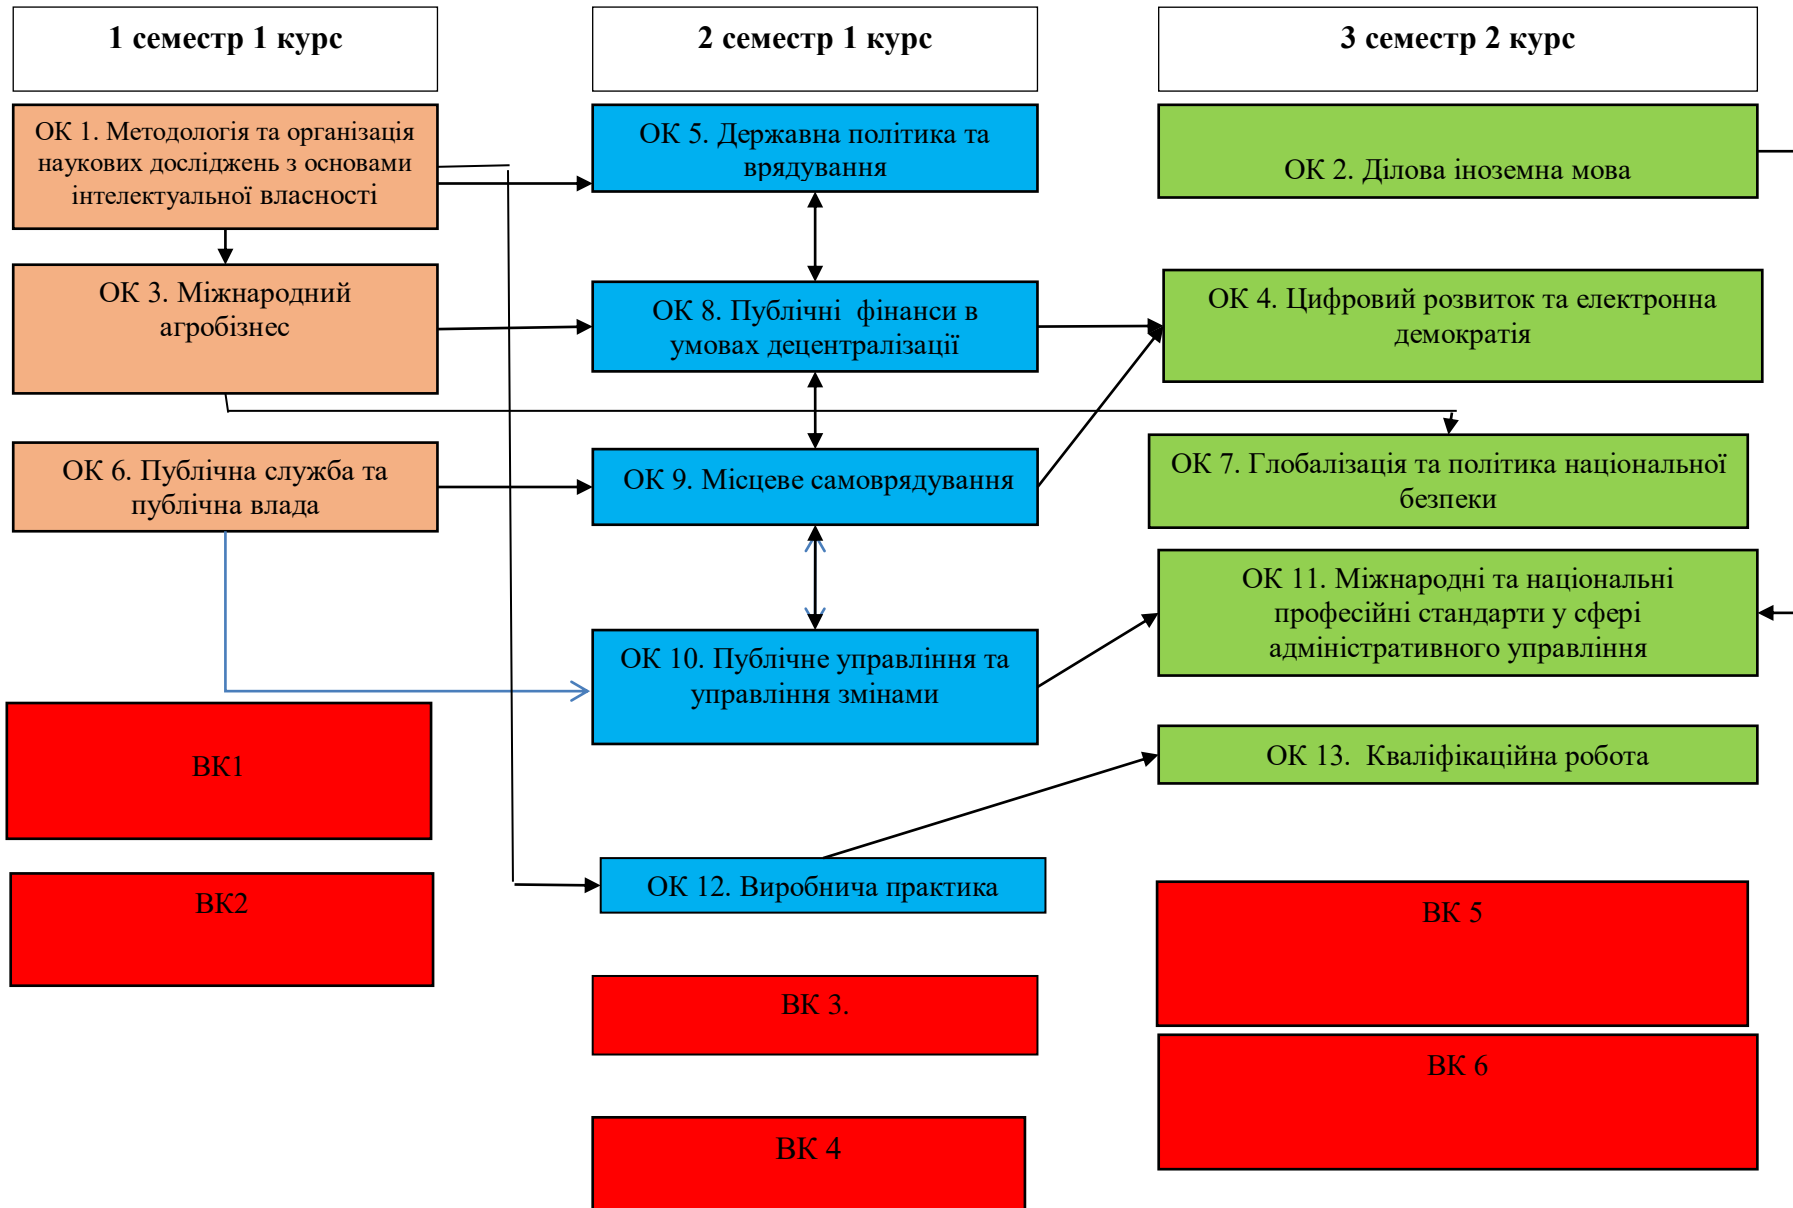 1 семестр 1 курс
2 семестр 1 курс
3 семестр 2 курс
ОК 1. Методологія та організація
наукових досліджень з основами
інтелектуальної власності
ОК 3. Міжнародний
агробізнес
ОК 6. Публічна служба та
публічна влада
ВК1
ВК2
ОК 5. Державна політика та
врядування
ОК 8. Публічні  фінанси в
умовах децентралізації
ОК 9. Місцеве самоврядування
ОК 10. Публічне управління та
управління змінами
ОК 12. Виробнича практика
ВК 3.
ВК 4
ОК 2. Ділова іноземна мова
ОК 4. Цифровий розвиток та електронна
демократія
ОК 7. Глобалізація та політика національної
безпеки
ОК 11. Міжнародні та національні
професійні стандарти у сфері
адміністративного управління
ОК 13.  Кваліфікаційна робота
ВК 5
ВК 6